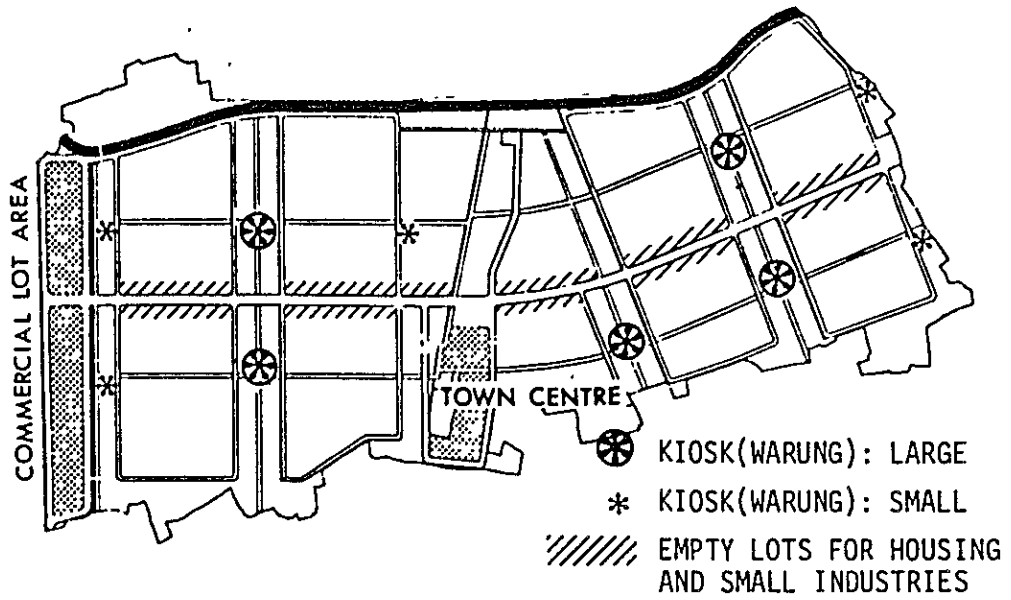 COMMERCIAL LOT AREA
TOWN CENTRE
KIOSK(WARUNG): LARGE
KIOSK(WARUNG): SMALL
EMPTY LOTS FOR HOUSING
AND SMALL INDUSTRIES